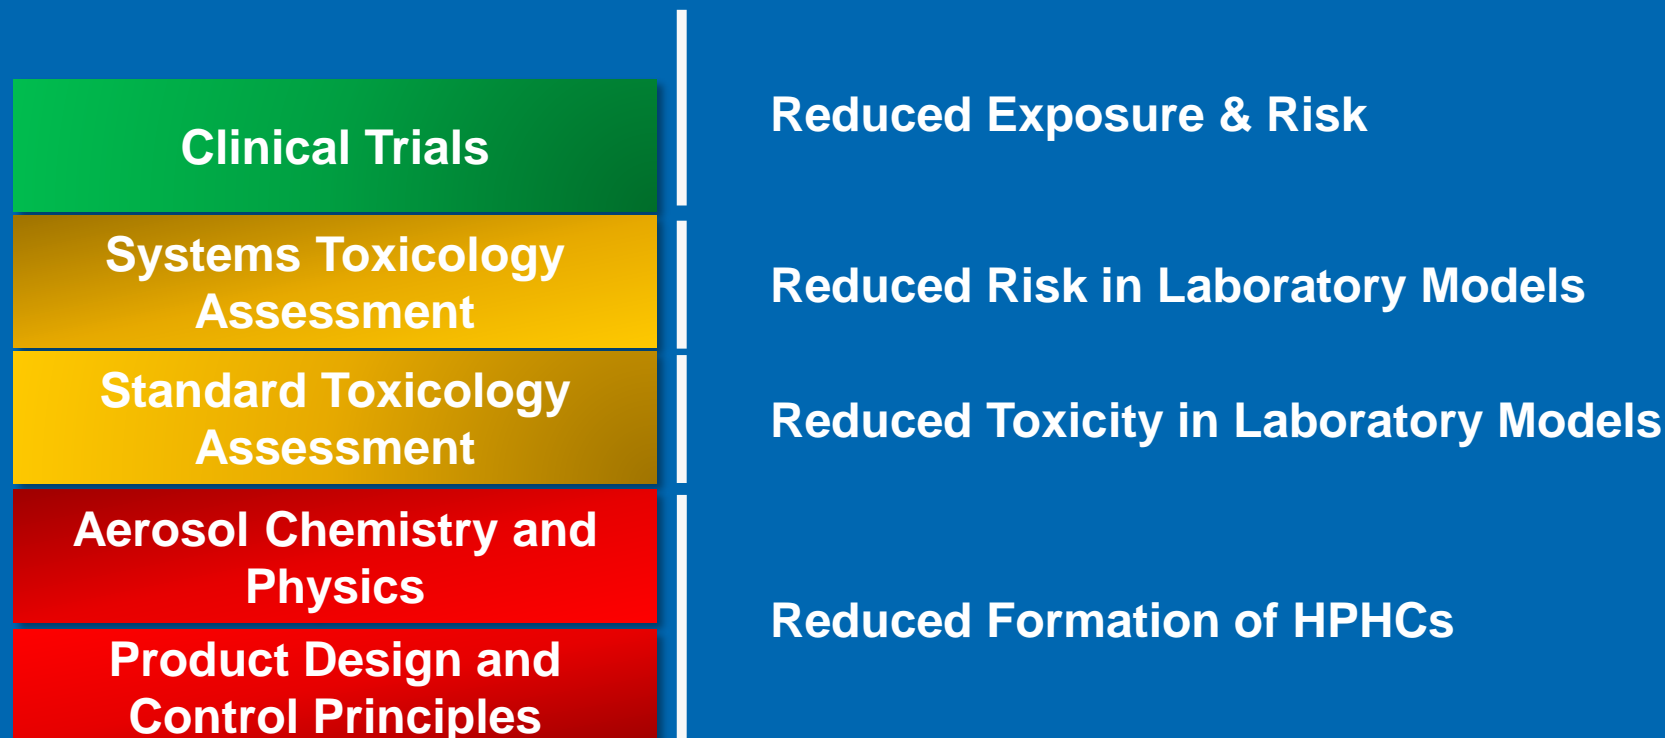 Clinical Trials
Reduced Exposure & Risk
Systems Toxicology
Assessment
Reduced Risk in Laboratory Models
Standard Toxicology
Assessment
Reduced Toxicity in Laboratory Models
Aerosol Chemistry and
Physics
Product Design and
Control Principles
Reduced Formation of HPHCs